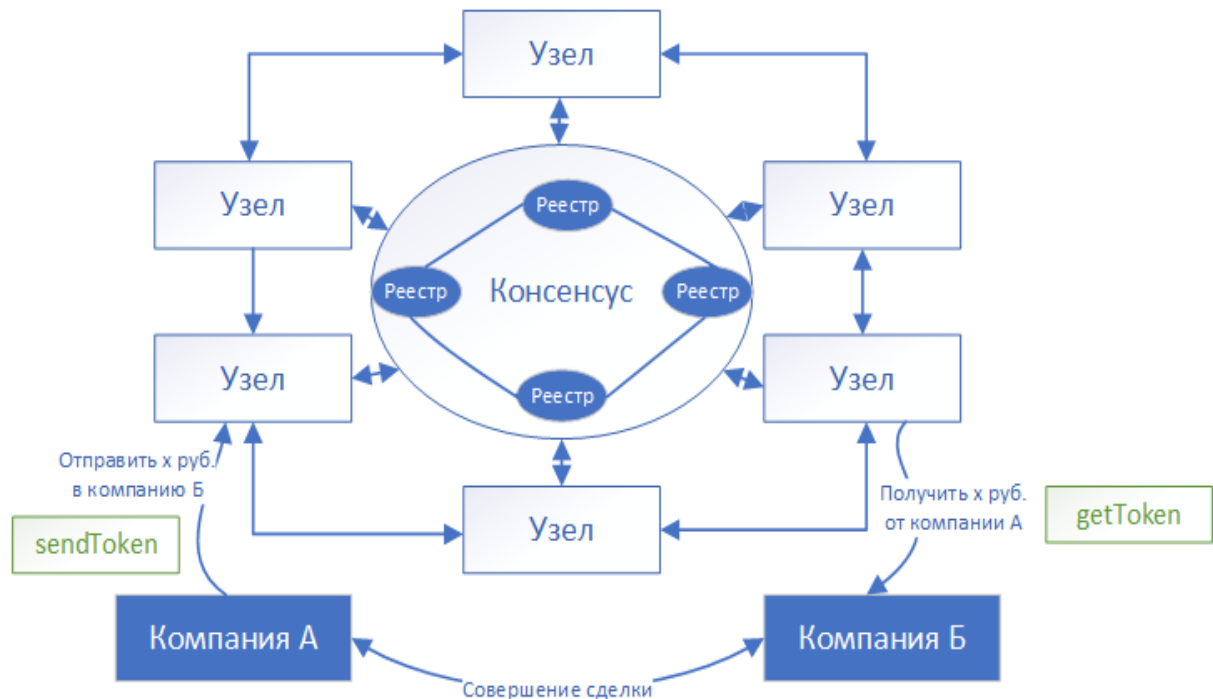 Узел
Узел
Узел
Реестр
Реестр
Консенсус
Реестр
Реестр
Узел
Узел
Отправить х руб.
в компанию Б
sendToken
Узел
Получить х руб.
от компании А
getToken
Компания А
Компания Б
Совершение сделки